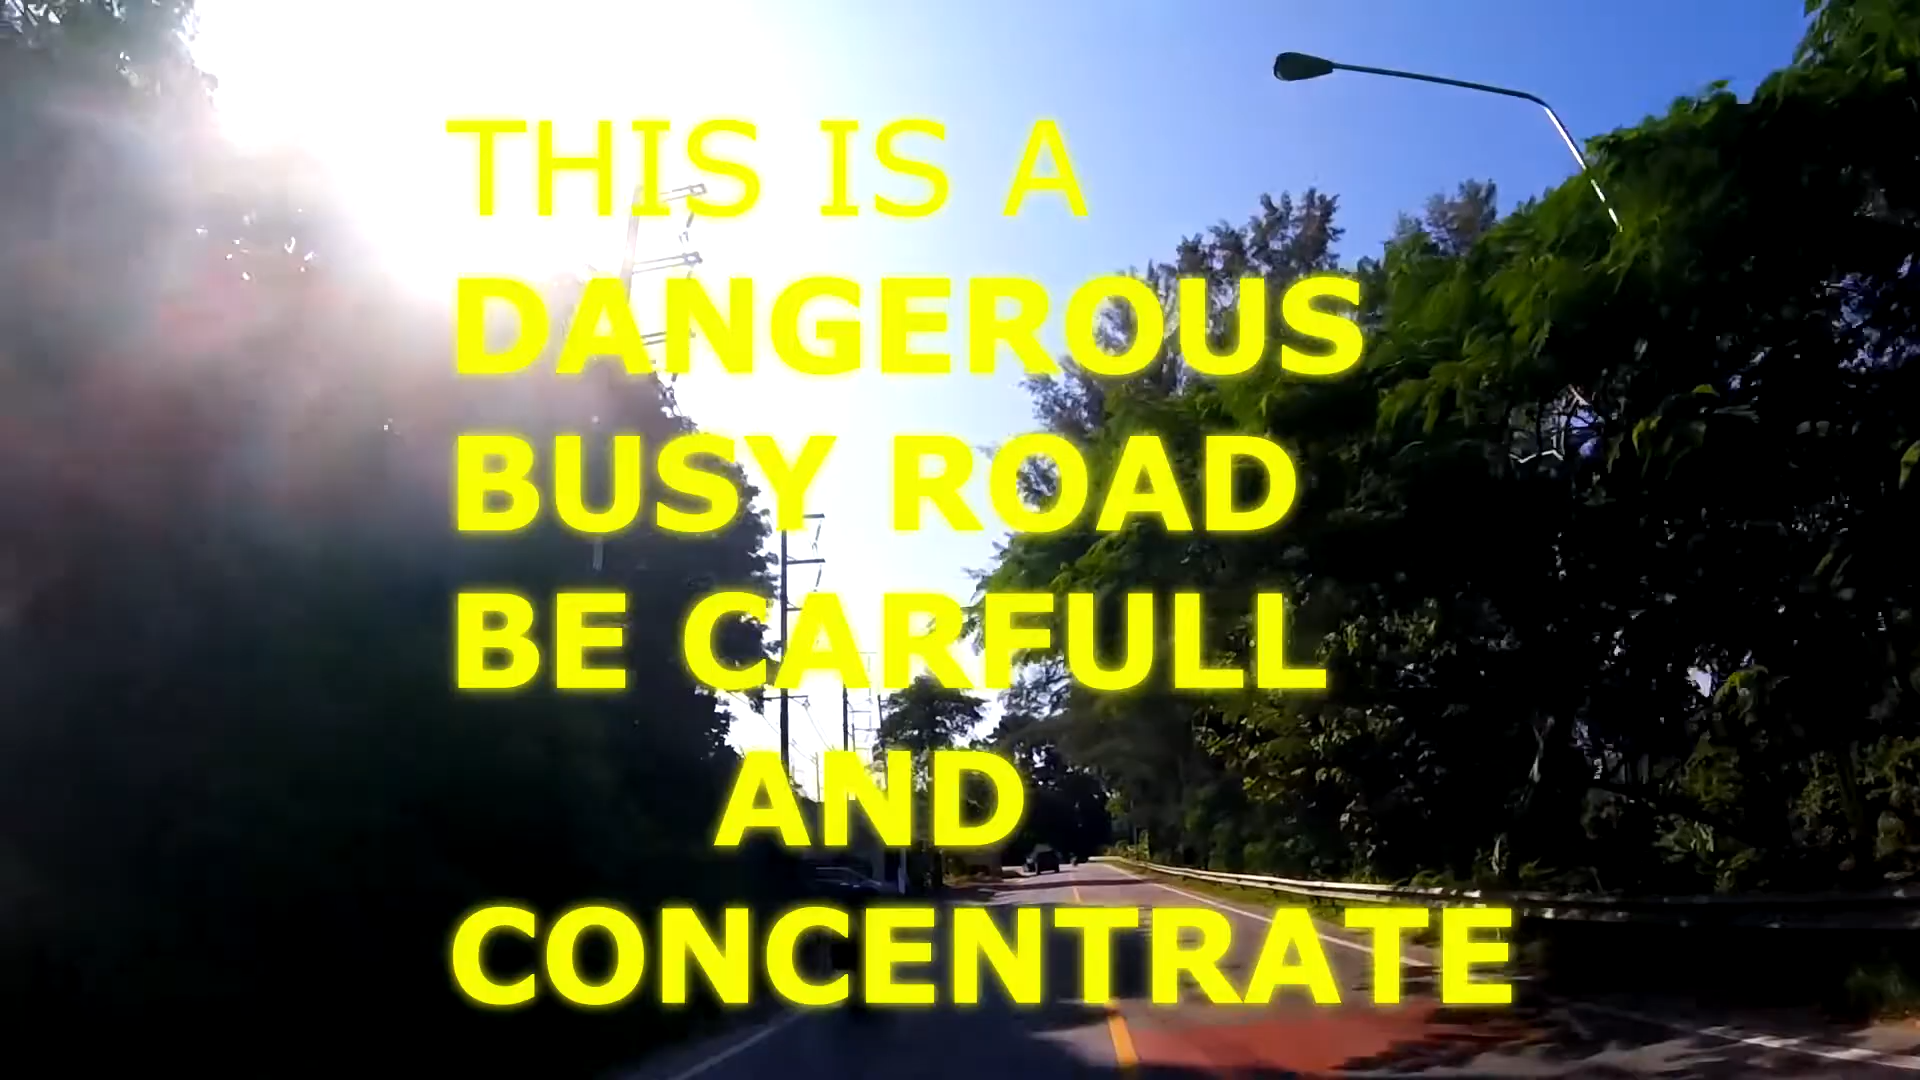 THIS IS A
DANGEROUS
BUSY ROAD
BE CARFULL
AND
CONCENTRATE